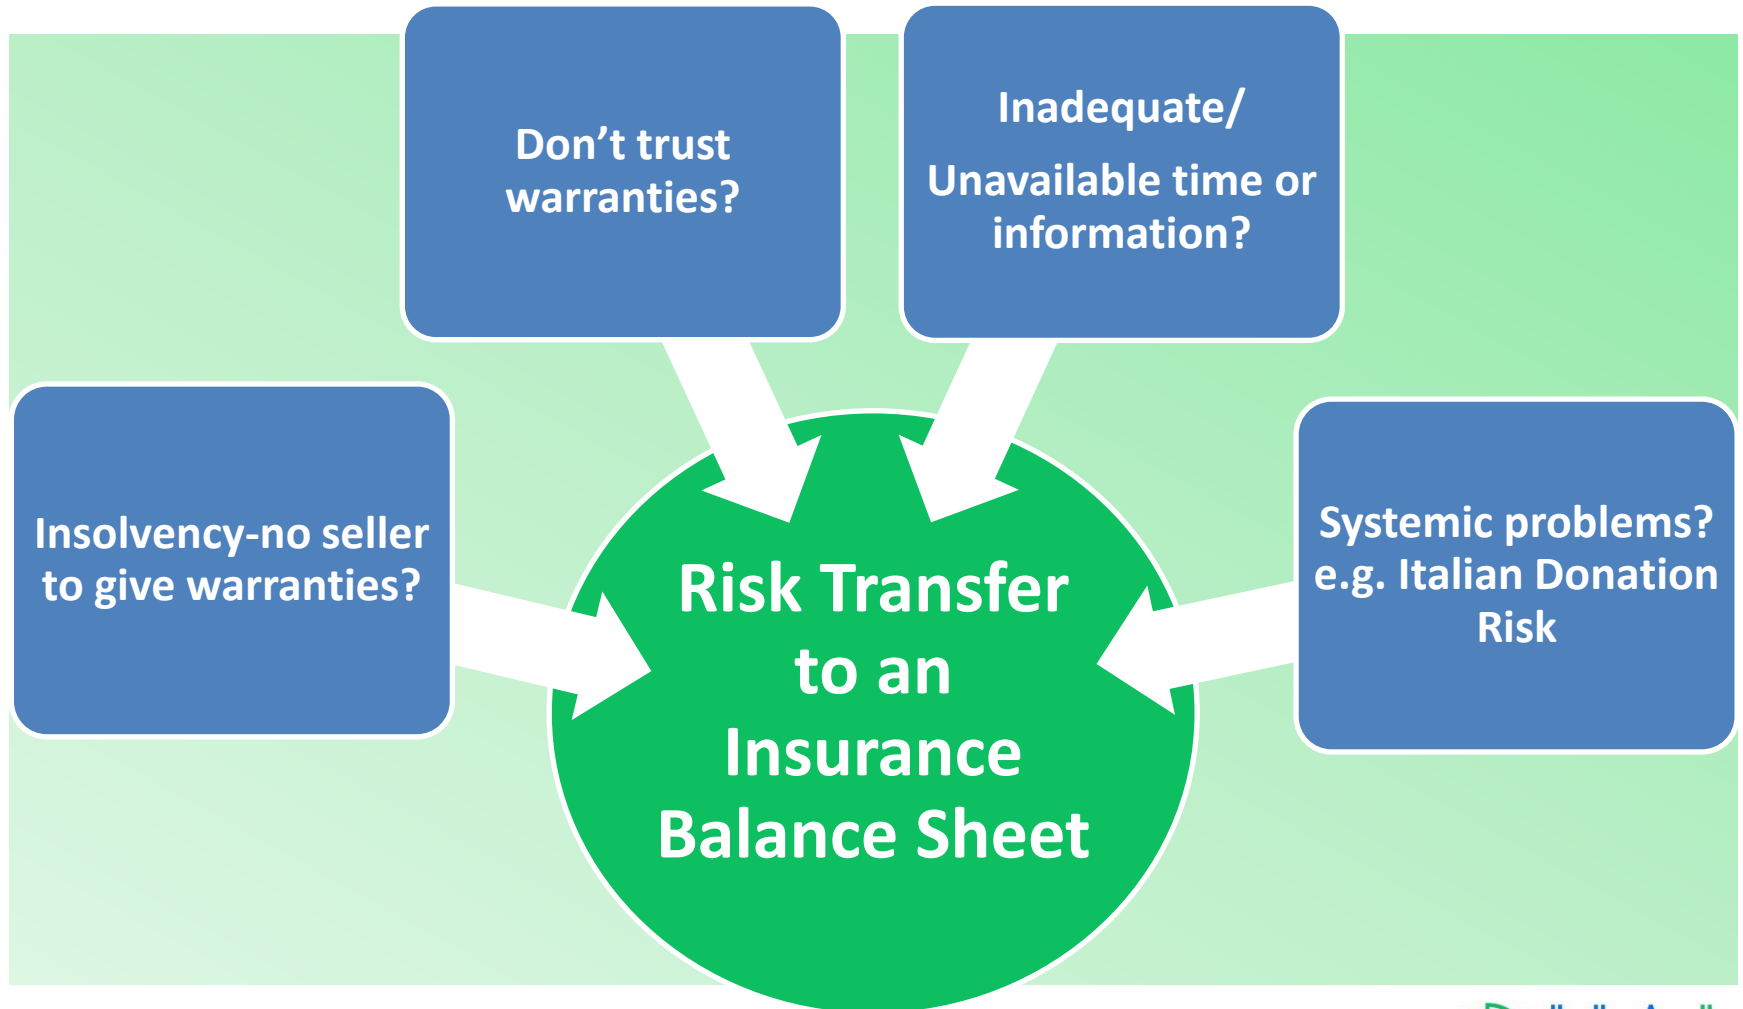 Don’t trust
warranties?
Inadequate/
Unavailable time or
information?
Insolvency-no seller
to give warranties?
Systemic problems?
e.g. Italian Donation
Risk
Risk Transfer
to an
Insurance
Balance Sheet